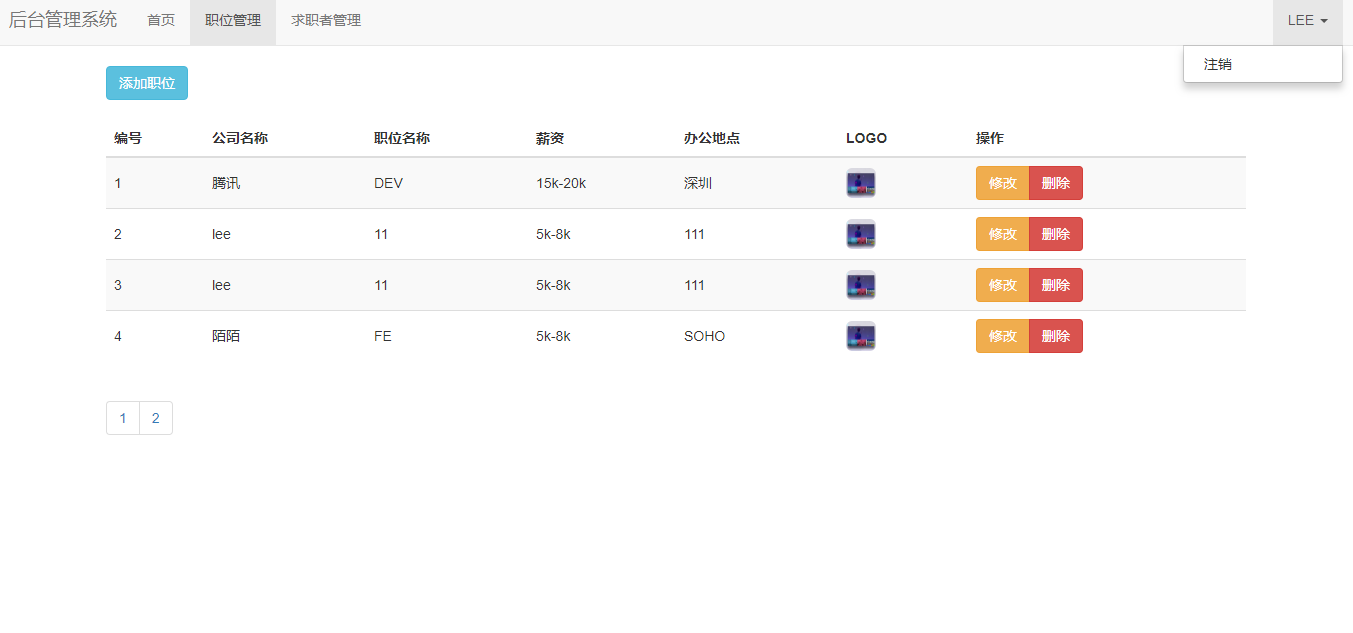 后台管理系统 首页 职位管理 求职者管理 LEE
注销
添加职位
编号 公司名称 职位名称 薪资 办公地点 LOGO 操作
1 腾讯 DEV 15k-20k 深圳 修改 删除
2 lee 11 5k-8k 111 修改 删除
3 lee 11 5k-8k 111 修改 删除
4 陌陌 FE 5k-8k SOHO 修改 删除
1 2